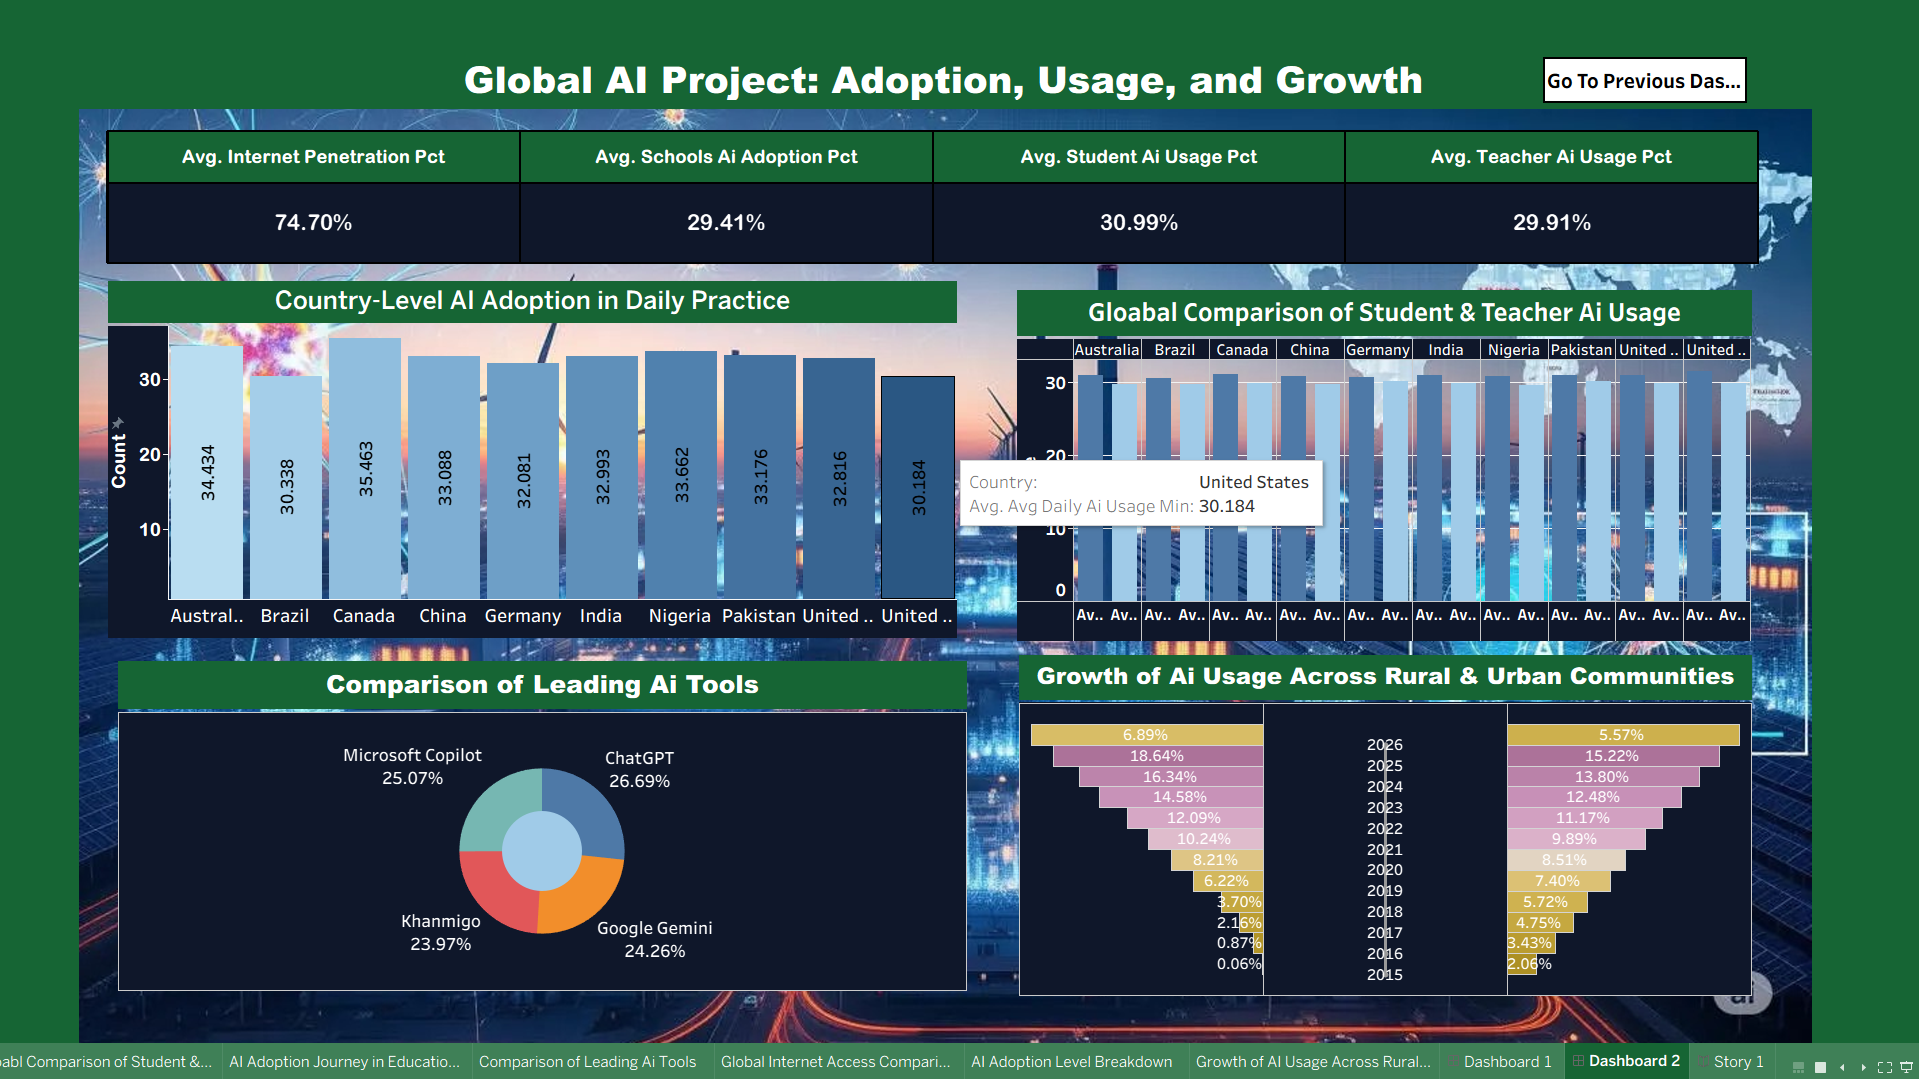 Global AI Project: Adoption, Usage, and Growth
Go To Previous Das...
Avg. Internet Penetration Pct
Avg. Schools Ai Adoption Pct
Avg. Student Ai Usage Pct
Avg. Teacher Ai Usage Pct
74.70%
29.41%
30.99%
29.91%
Country-Level AI Adoption in Daily Practice
Count
30
20
10
34.434
30.338
35.463
33.088
32.081
32.993
33.662
33.176
32.816
30.184
Austral.. Brazil Canada China Germany India Nigeria Pakistan United .. United ..
Gloabal Comparison of Student & Teacher Ai Usage
Australia Brazil Canada China Germany India Nigeria Pakistan United .. United ..
30
20
10
0
Av.. Av.. Av.. Av.. Av.. Av.. Av.. Av.. Av.. Av.. Av.. Av.. Av.. Av.. Av.. Av.. Av.. Av.. Av.. Av..
Country: United States
Avg. Avg Daily Ai Usage Min: 30.184
Comparison of Leading Ai Tools
Microsoft Copilot
25.07%
ChatGPT
26.69%
Khanmigo
23.97%
Google Gemini
24.26%
Growth of Ai Usage Across Rural & Urban Communities
6.89% 2026 5.57%
18.64% 2025 15.22%
16.34% 2024 13.80%
14.58% 2023 12.48%
12.09% 2022 11.17%
10.24% 2021 9.89%
8.21% 2020 8.51%
6.22% 2019 7.40%
3.70% 2018 5.72%
2.16% 2017 4.75%
0.87% 2016 3.43%
0.06% 2015 2.06%
AI
ai
oabl Comparison of Student &... AI Adoption Journey in Educatio... Comparison of Leading Ai Tools Global Internet Access Compari... AI Adoption Level Breakdown Growth of AI Usage Across Rural... Dashboard 1 Dashboard 2 Story 1